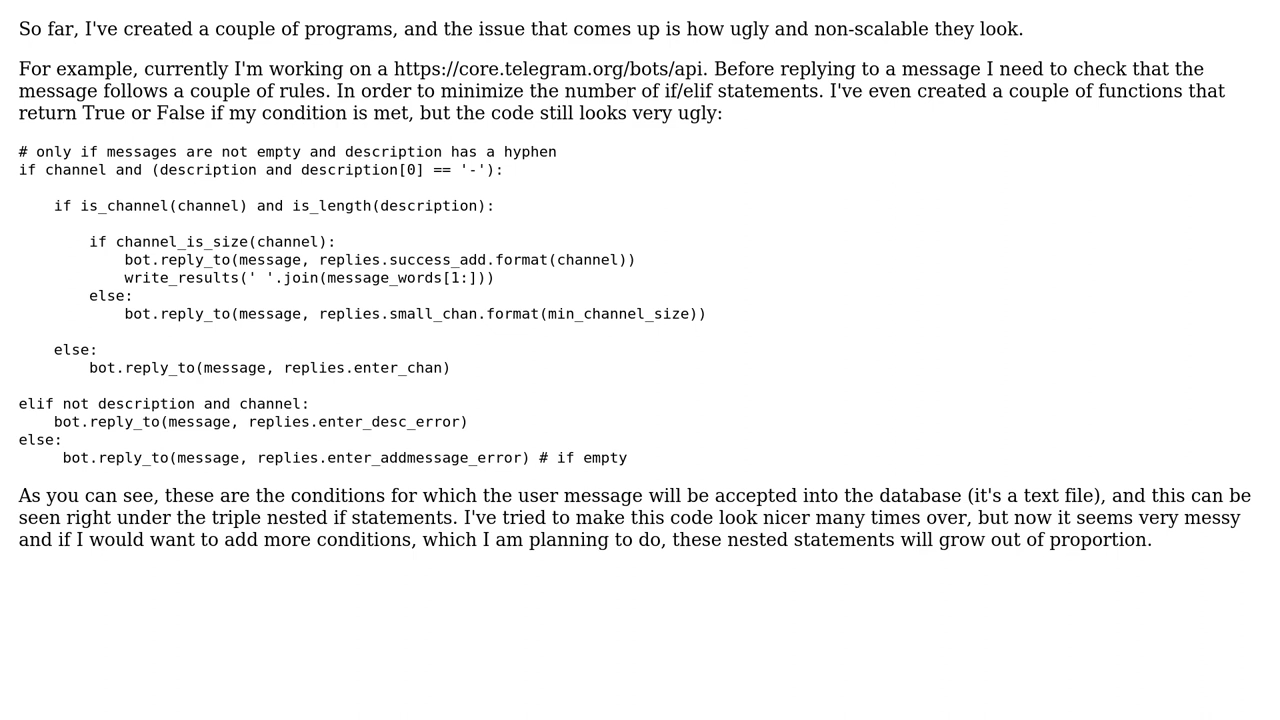 So far, I've created a couple of programs, and the issue that comes up is how ugly and non-scalable they look.
For example, currently I'm working on a https://core.telegram.org/bots/api. Before replying to a message I need to check that the
message follows a couple of rules. In order to minimize the number of if/elif statements. I've even created a couple of functions that
return True or False if my condition is met, but the code still looks very ugly:
# only if messages are not empty and description has a hyphen
if channel and (description and description[0] == '-'):
    if is_channel(channel) and is_length(description):
        if channel_is_size(channel):
            bot.reply_to(message, replies.success_add.format(channel))
            write_results(' '.join(message_words[1:]))
        else:
            bot.reply_to(message, replies.small_chan.format(min_channel_size))
    else:
        bot.reply_to(message, replies.enter_chan)
elif not description and channel:
    bot.reply_to(message, replies.enter_desc_error)
else:
     bot.reply_to(message, replies.enter_addmessage_error) # if empty
As you can see, these are the conditions for which the user message will be accepted into the database (it's a text file), and this can be
seen right under the triple nested if statements. I've tried to make this code look nicer many times over, but now it seems very messy
and if I would want to add more conditions, which I am planning to do, these nested statements will grow out of proportion.